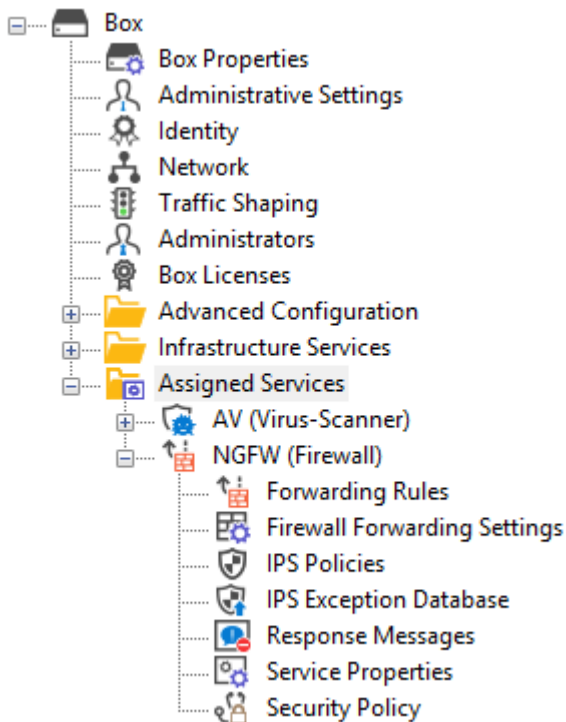 Box
Box Properties
Administrative Settings
Identity
Network
Traffic Shaping
Administrators
Box Licenses
Advanced Configuration
Infrastructure Services
Assigned Services
AV (Virus-Scanner)
NGFW (Firewall)
Forwarding Rules
Firewall Forwarding Settings
IPS Policies
IPS Exception Database
Response Messages
Service Properties
Security Policy